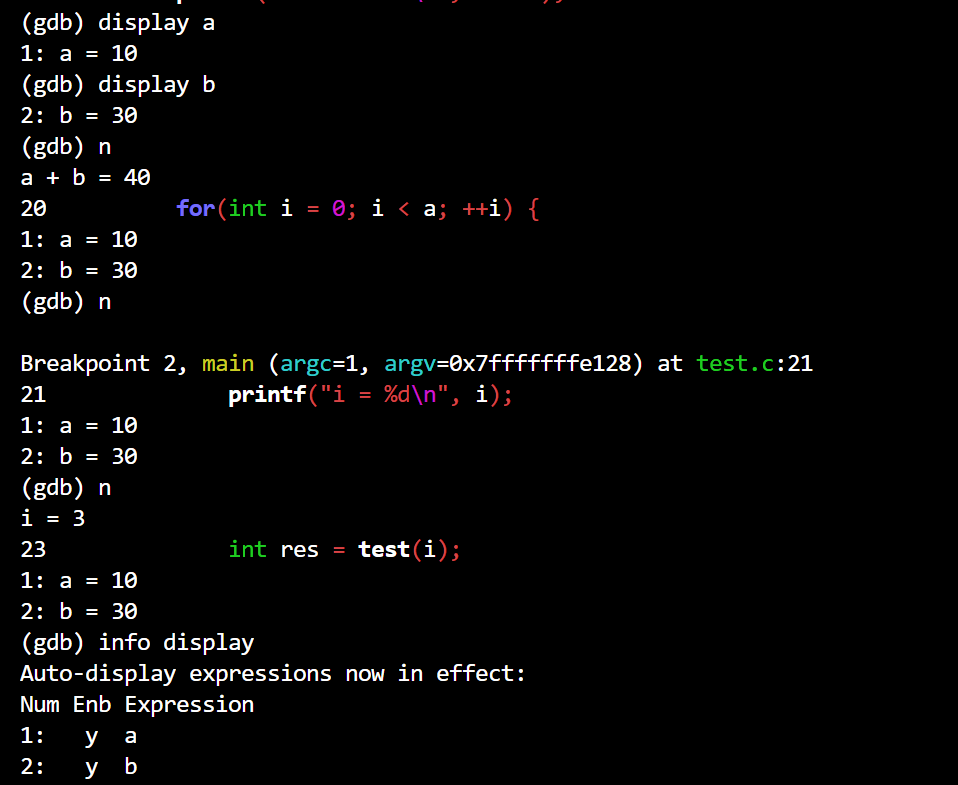 (gdb) display a
1: a = 10
(gdb) display b
2: b = 30
(gdb) n
a + b = 40
20          for(int i = 0; i < a; ++i) {
1: a = 10
2: b = 30
(gdb) n
Breakpoint 2, main (argc=1, argv=0x7fffffffe128) at test.c:21
21              printf("i = %d\n", i);
1: a = 10
2: b = 30
(gdb) n
i = 3
23              int res = test(i);
1: a = 10
2: b = 30
(gdb) info display
Auto-display expressions now in effect:
Num Enb Expression
1:   y  a
2:   y  b